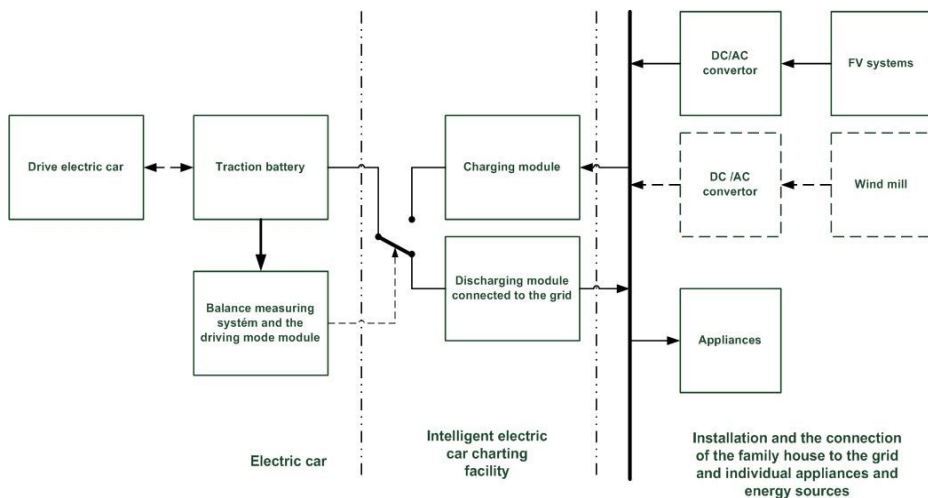 DC/AC
convertor
FV systems
Drive electric car
Traction battery
Charging module
DC /AC
convertor
Wind mill
Balance measuring
systém and the
driving mode module
Discharging module
connected to the grid
Appliances
Electric car
Intelligent electric
car charting
facility
Installation and the connection
of the family house to the grid
and individual appliances and
energy sources